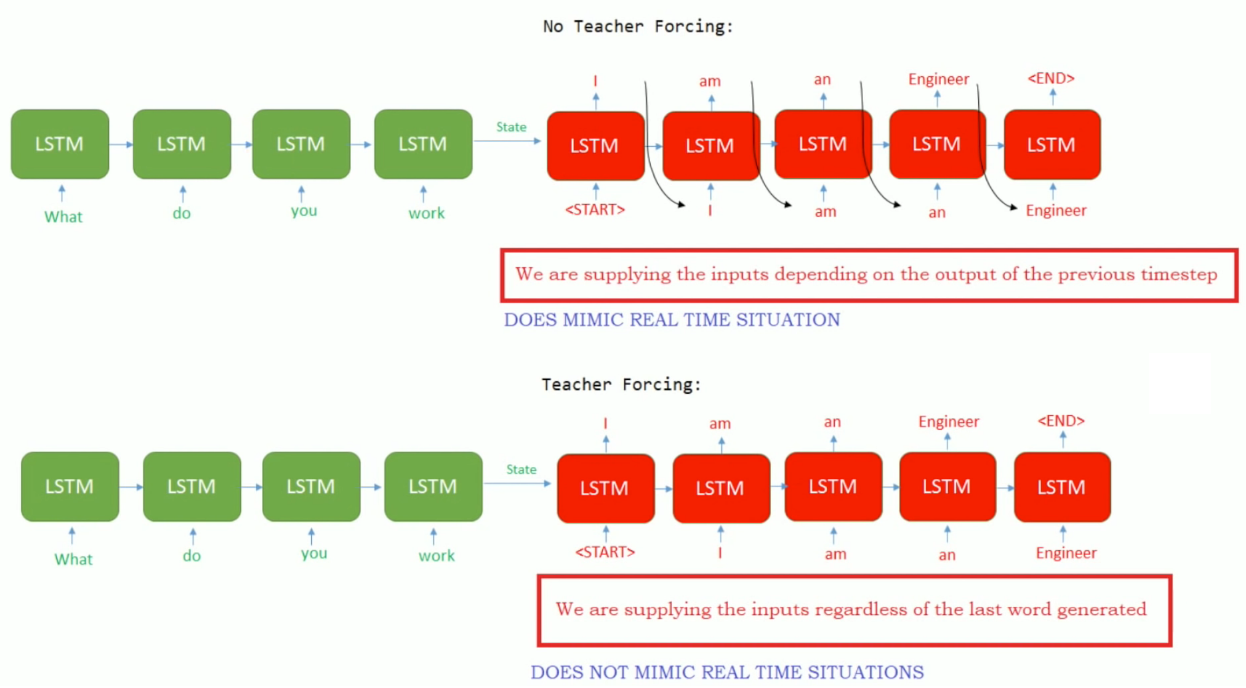 No Teacher Forcing:
I am an Engineer <END>
LSTM LSTM LSTM LSTM State LSTM LSTM LSTM LSTM LSTM
What do you work <START> I am an Engineer
We are supplying the inputs depending on the output of the previous timestep
DOES MIMIC REAL TIME SITUATION
Teacher Forcing:
I am an Engineer <END>
LSTM LSTM LSTM LSTM State LSTM LSTM LSTM LSTM LSTM
What do you work <START> I am an Engineer
We are supplying the inputs regardless of the last word generated
DOES NOT MIMIC REAL TIME SITUATIONS